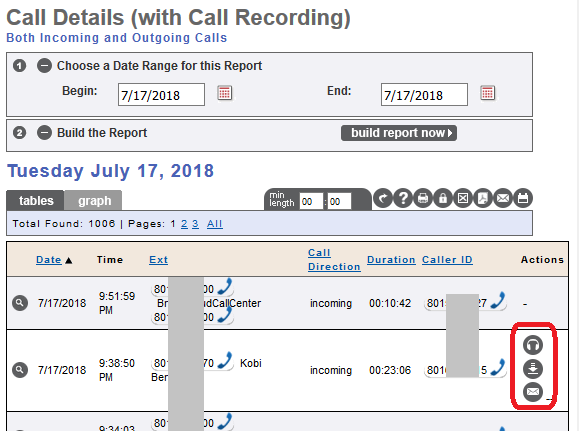 Call Details (with Call Recording)
Both Incoming and Outgoing Calls
1 Choose a Date Range for this Report
Begin: 7/17/2018 End: 7/17/2018
2 Build the Report build report now
Tuesday July 17, 2018
tables graph min length 00 : 00
Total Found: 1006 | Pages: 1 2 3 All
Date ▲ Time Ext Call Direction Duration Caller ID Actions
7/17/2018 9:51:59 PM incoming 00:10:42 -
7/17/2018 9:38:50 PM Kobi incoming 00:23:06
9:34:03